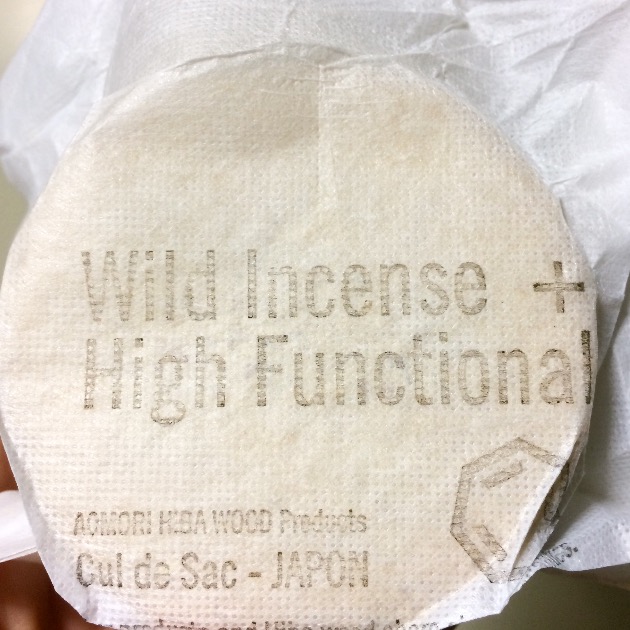 Wild Incense +
High Functional
AOMORI HIBA WOOD Products
Cul de Sac - JAPON